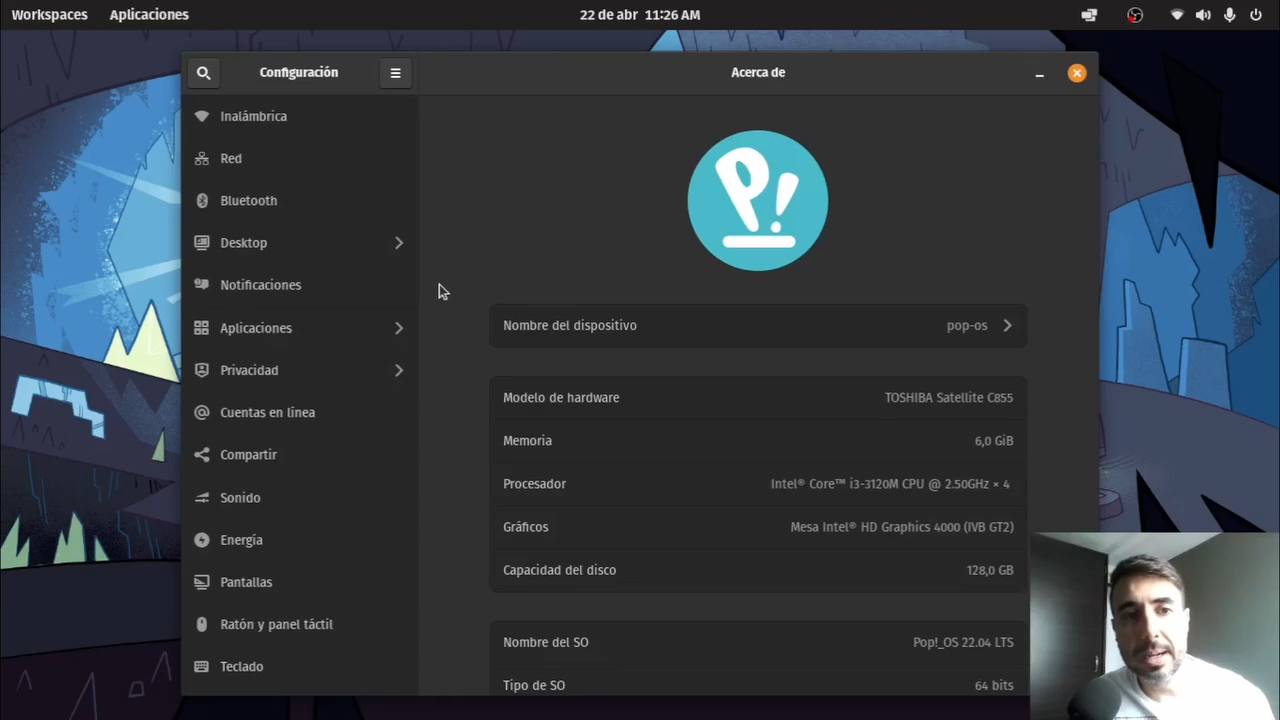 Workspaces Aplicaciones 22 de abr 11:26 AM
Configuración Acerca de
Inalámbrica
Red
Bluetooth
Desktop
Notificaciones
Aplicaciones
Privacidad
Cuentas en línea
Compartir
Sonido
Energía
Pantallas
Ratón y panel táctil
Teclado
P!
Nombre del dispositivo pop-os
Modelo de hardware TOSHIBA Satellite C855
Memoria 6,0 GiB
Procesador Intel® Core™ i3-3120M CPU @ 2.50GHz × 4
Gráficos Mesa Intel® HD Graphics 4000 (IVB GT2)
Capacidad del disco 128,0 GB
Nombre del SO Pop!_OS 22.04 LTS
Tipo de SO 64 bits